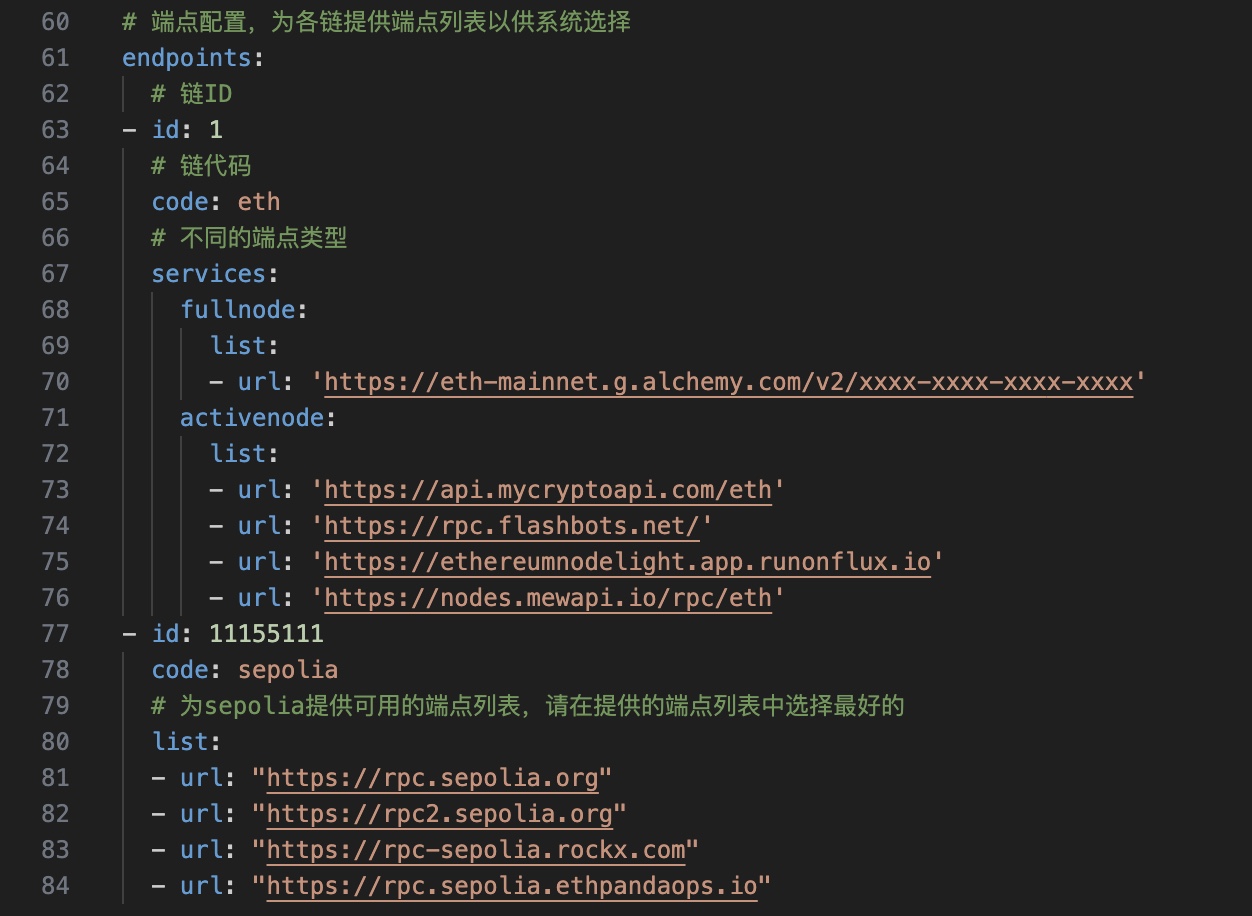 60 # 端点配置，为各链提供端点列表以供系统选择
61 endpoints:
62 # 链ID
63 - id: 1
64 # 链代码
65 code: eth
66 # 不同的端点类型
67 services:
68 fullnode:
69 list:
70 - url: 'https://eth-mainnet.g.alchemy.com/v2/xxxx-xxxx-xxxx-xxxx'
71 activenode:
72 list:
73 - url: 'https://api.mycryptoapi.com/eth'
74 - url: 'https://rpc.flashbots.net/'
75 - url: 'https://ethereumnodelight.app.runonflux.io'
76 - url: 'https://nodes.mewapi.io/rpc/eth'
77 - id: 11155111
78 code: sepolia
79 # 为sepolia提供可用的端点列表，请在提供的端点列表中选择最好的
80 list:
81 - url: "https://rpc.sepolia.org"
82 - url: "https://rpc2.sepolia.org"
83 - url: "https://rpc-sepolia.rockx.com"
84 - url: "https://rpc.sepolia.ethpandaops.io"